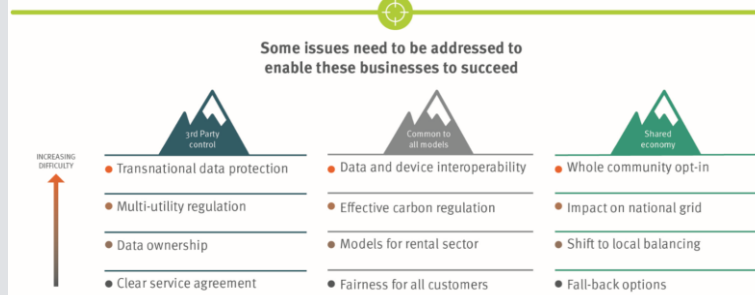 Some issues need to be addressed to
enable these businesses to succeed
3rd Party
control
Common to
all models
Shared
economy
INCREASING
DIFFICULTY
Transnational data protection
Data and device interoperability
Whole community opt-in
Multi-utility regulation
Effective carbon regulation
Impact on national grid
Data ownership
Models for rental sector
Shift to local balancing
Clear service agreement
Fairness for all customers
Fall-back options